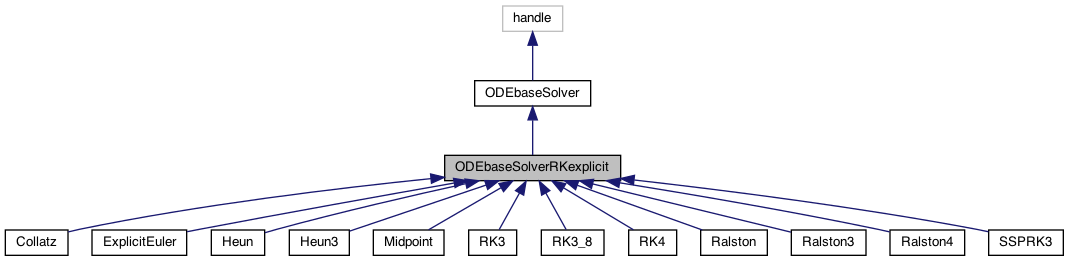 handle
ODEbaseSolver
ODEbaseSolverRKexplicit
Collatz
ExplicitEuler
Heun
Heun3
Midpoint
RK3
RK3_8
RK4
Ralston
Ralston3
Ralston4
SSPRK3